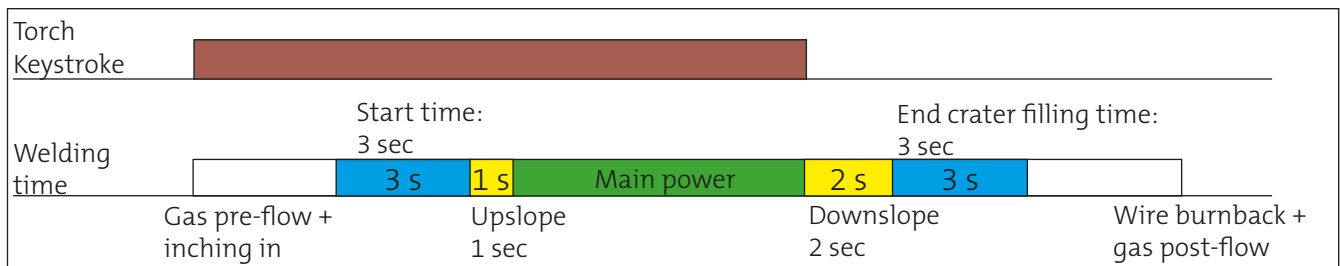 Torch
Keystroke
Start time:
3 sec
End crater filling time:
3 sec
Welding
time
3 s
1 s
Main power
2 s
3 s
Gas pre-flow +
inching in
Upslope
1 sec
Downslope
2 sec
Wire burnback +
gas post-flow